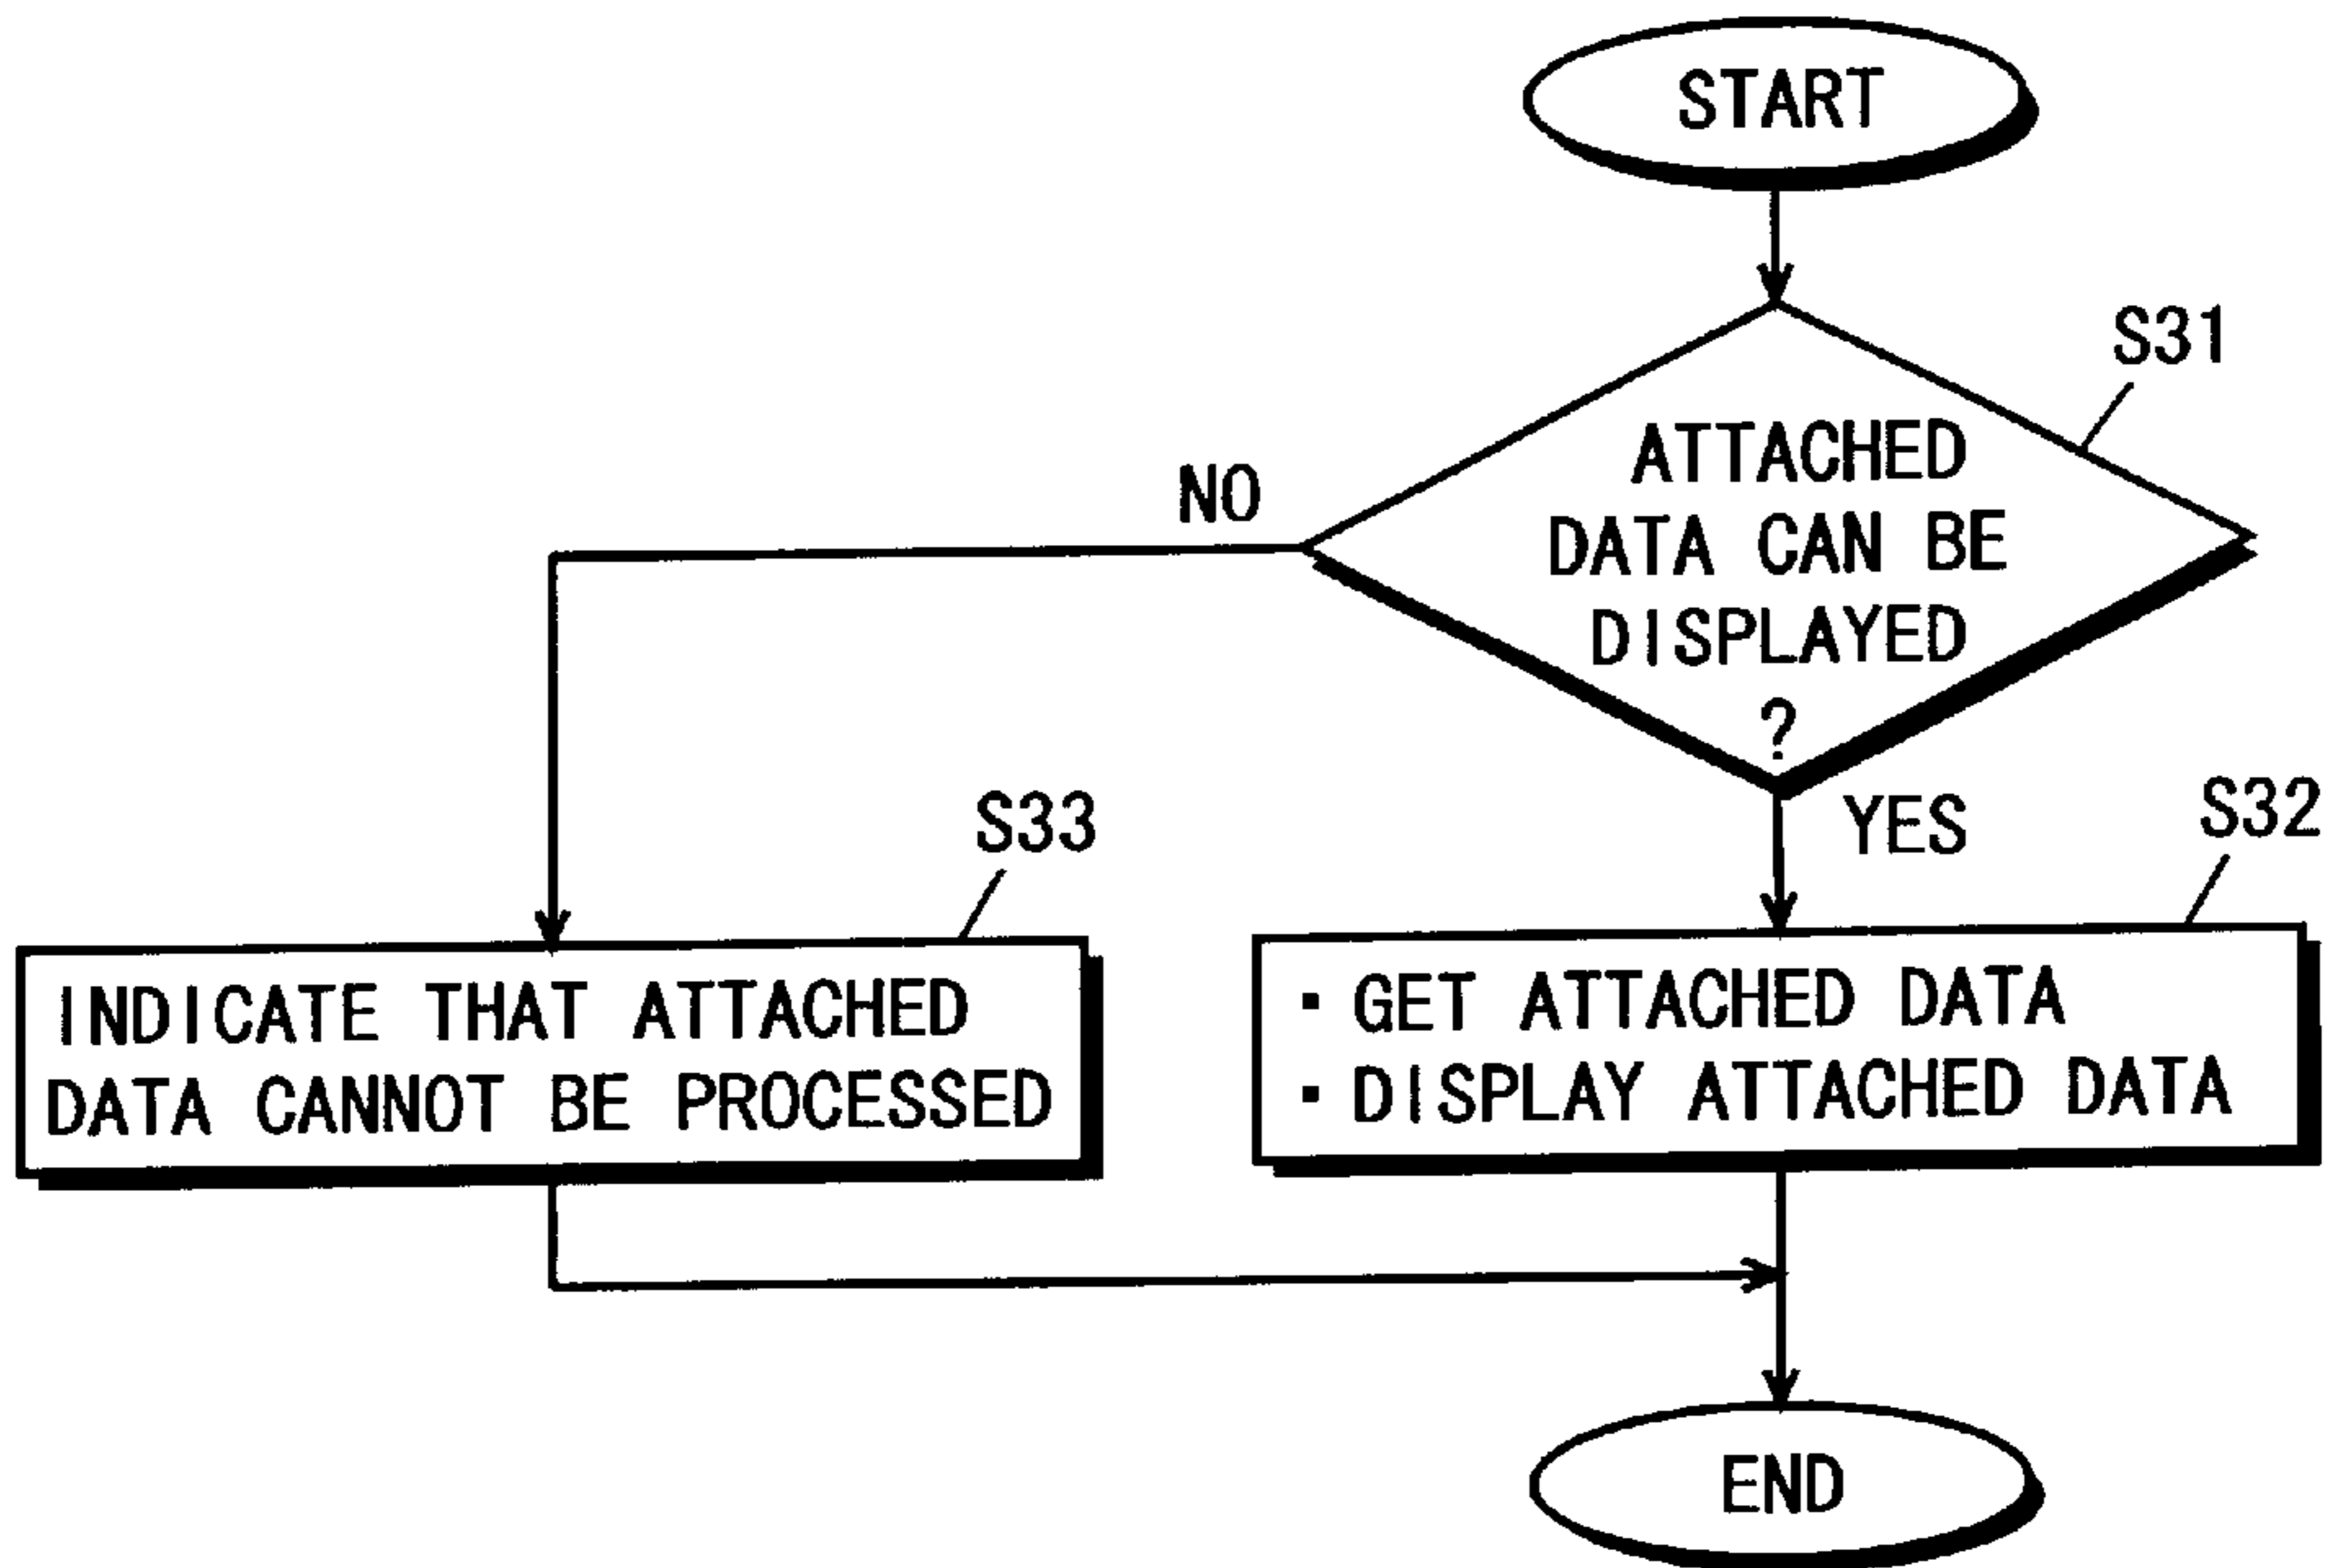 START
S31
ATTACHED
DATA CAN BE
DISPLAYED
?
NO
YES
S33
S32
INDICATE THAT ATTACHED
DATA CANNOT BE PROCESSED
▪ GET ATTACHED DATA
▪ DISPLAY ATTACHED DATA
END